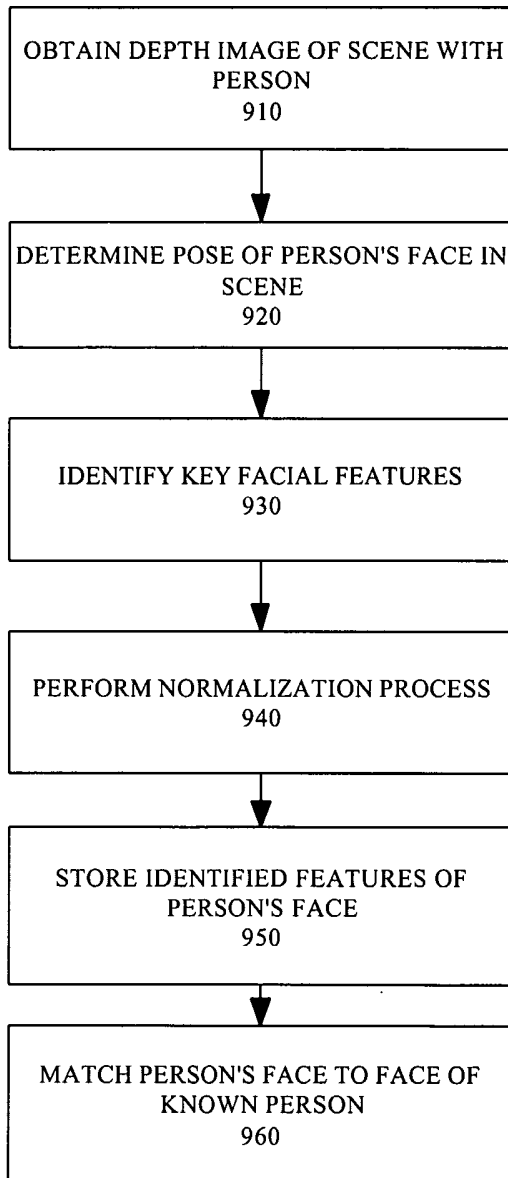 OBTAIN DEPTH IMAGE OF SCENE WITH
PERSON
910
DETERMINE POSE OF PERSON'S FACE IN
SCENE
920
IDENTIFY KEY FACIAL FEATURES
930
PERFORM NORMALIZATION PROCESS
940
STORE IDENTIFIED FEATURES OF
PERSON'S FACE
950
MATCH PERSON'S FACE TO FACE OF
KNOWN PERSON
960